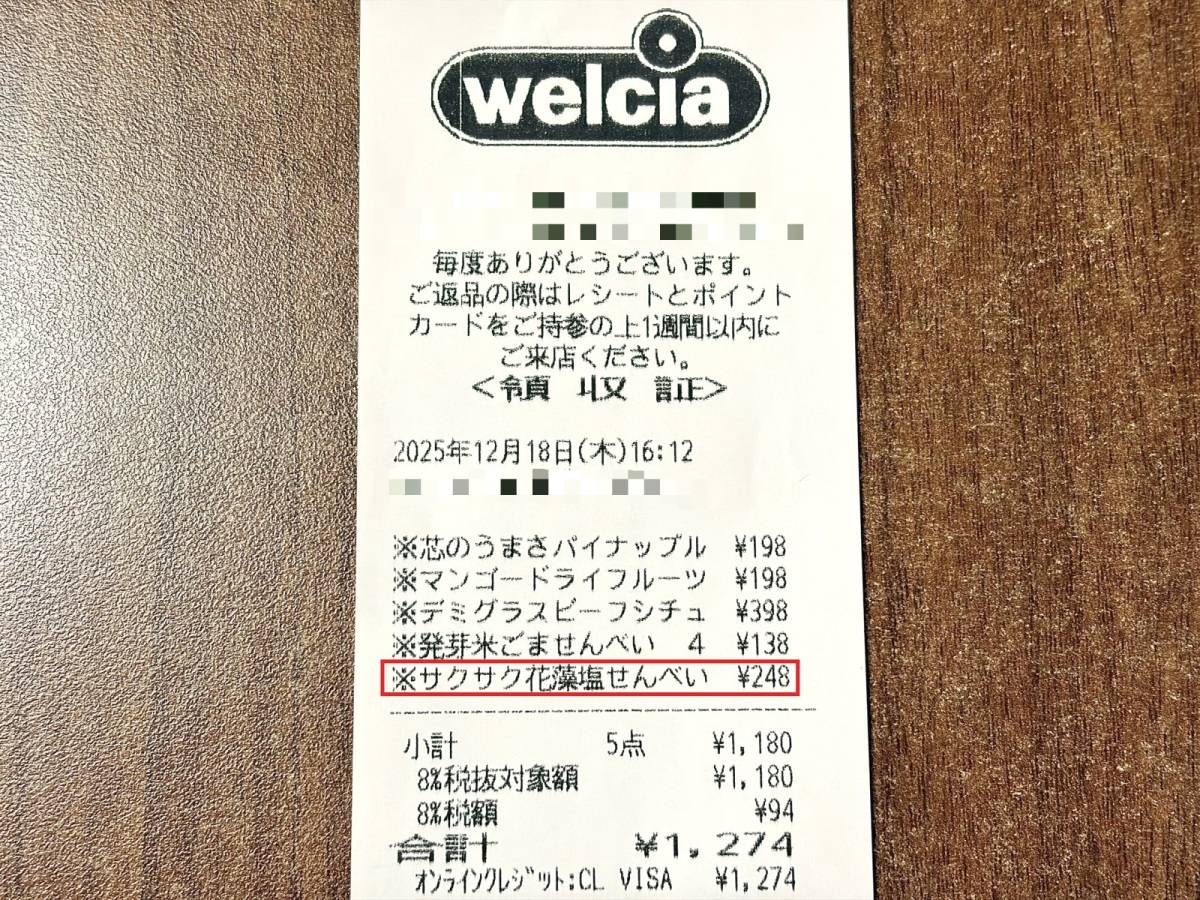 welcia
毎度ありがとうございます。
ご返品の際はレシートとポイント
カードをご持参の上1週間以内に
ご来店ください。
<領 収 証>
2025年12月18日(木)16:12
※芯のうまさパイナップル ¥198
※マンゴードライフルーツ ¥198
※デミグラスビーフシチュ ¥398
※発芽米ごませんべい 4 ¥138
※サクサク花藻塩せんべい ¥248
小計 5点 ¥1,180
8%税抜対象額 ¥1,180
8%税額 ¥94
合計 ¥1,274
オンラインクレジット:CL VISA ¥1,274